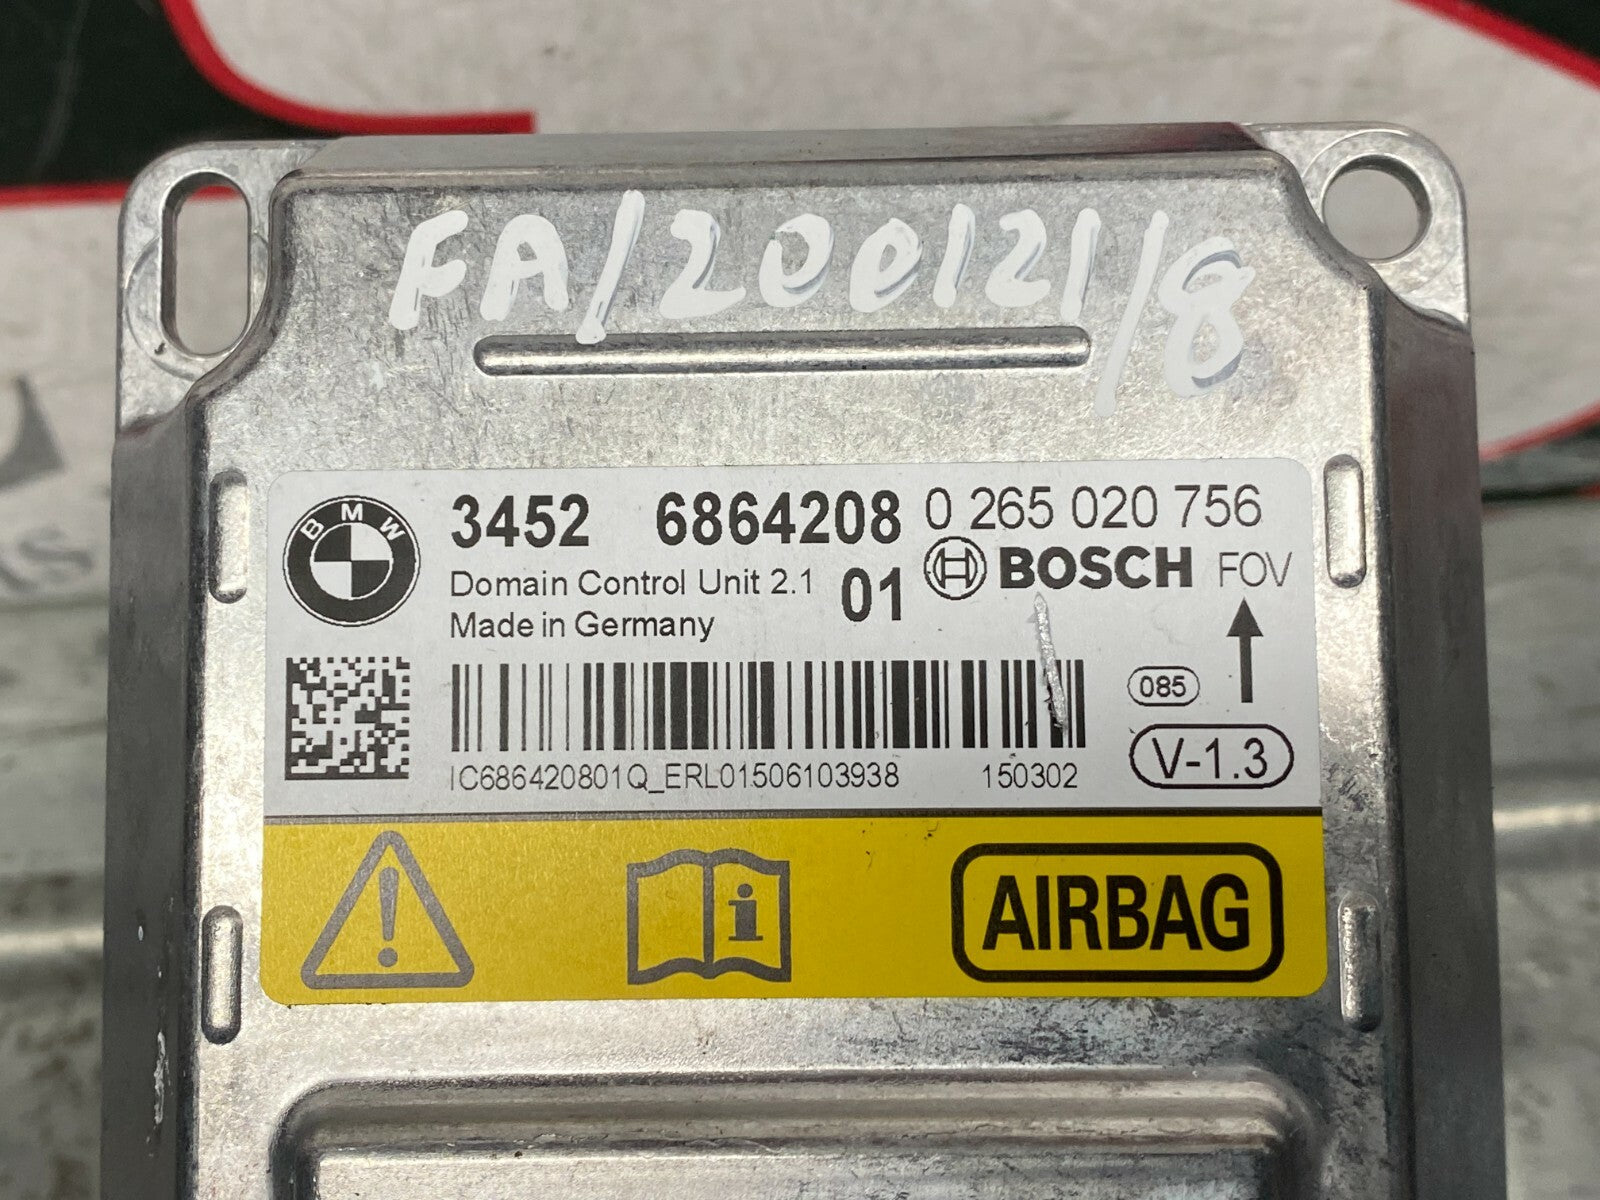 FA/200121/8
BMW
3452 6864208 0 265 020 756
Domain Control Unit 2.1 01 BOSCH FOV
Made in Germany
085
IC686420801Q_ERL01506103938 150302
V-1.3
i
AIRBAG